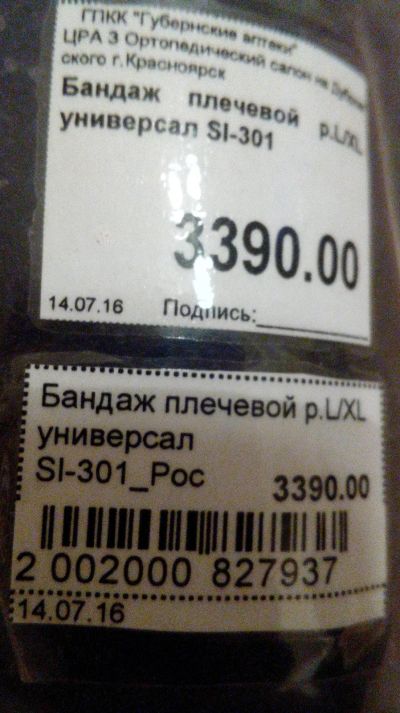 ГПКК "Губернские аптеки"
ЦРА 3 Ортопедический салон на Дубен
ского г.Красноярск
Бандаж плечевой р.L/XL
универсал SI-301
3390.00
14.07.16 Подпись:
Бандаж плечевой р.L/XL
универсал
SI-301_Рос 3390.00
2 002000 827937
14.07.16